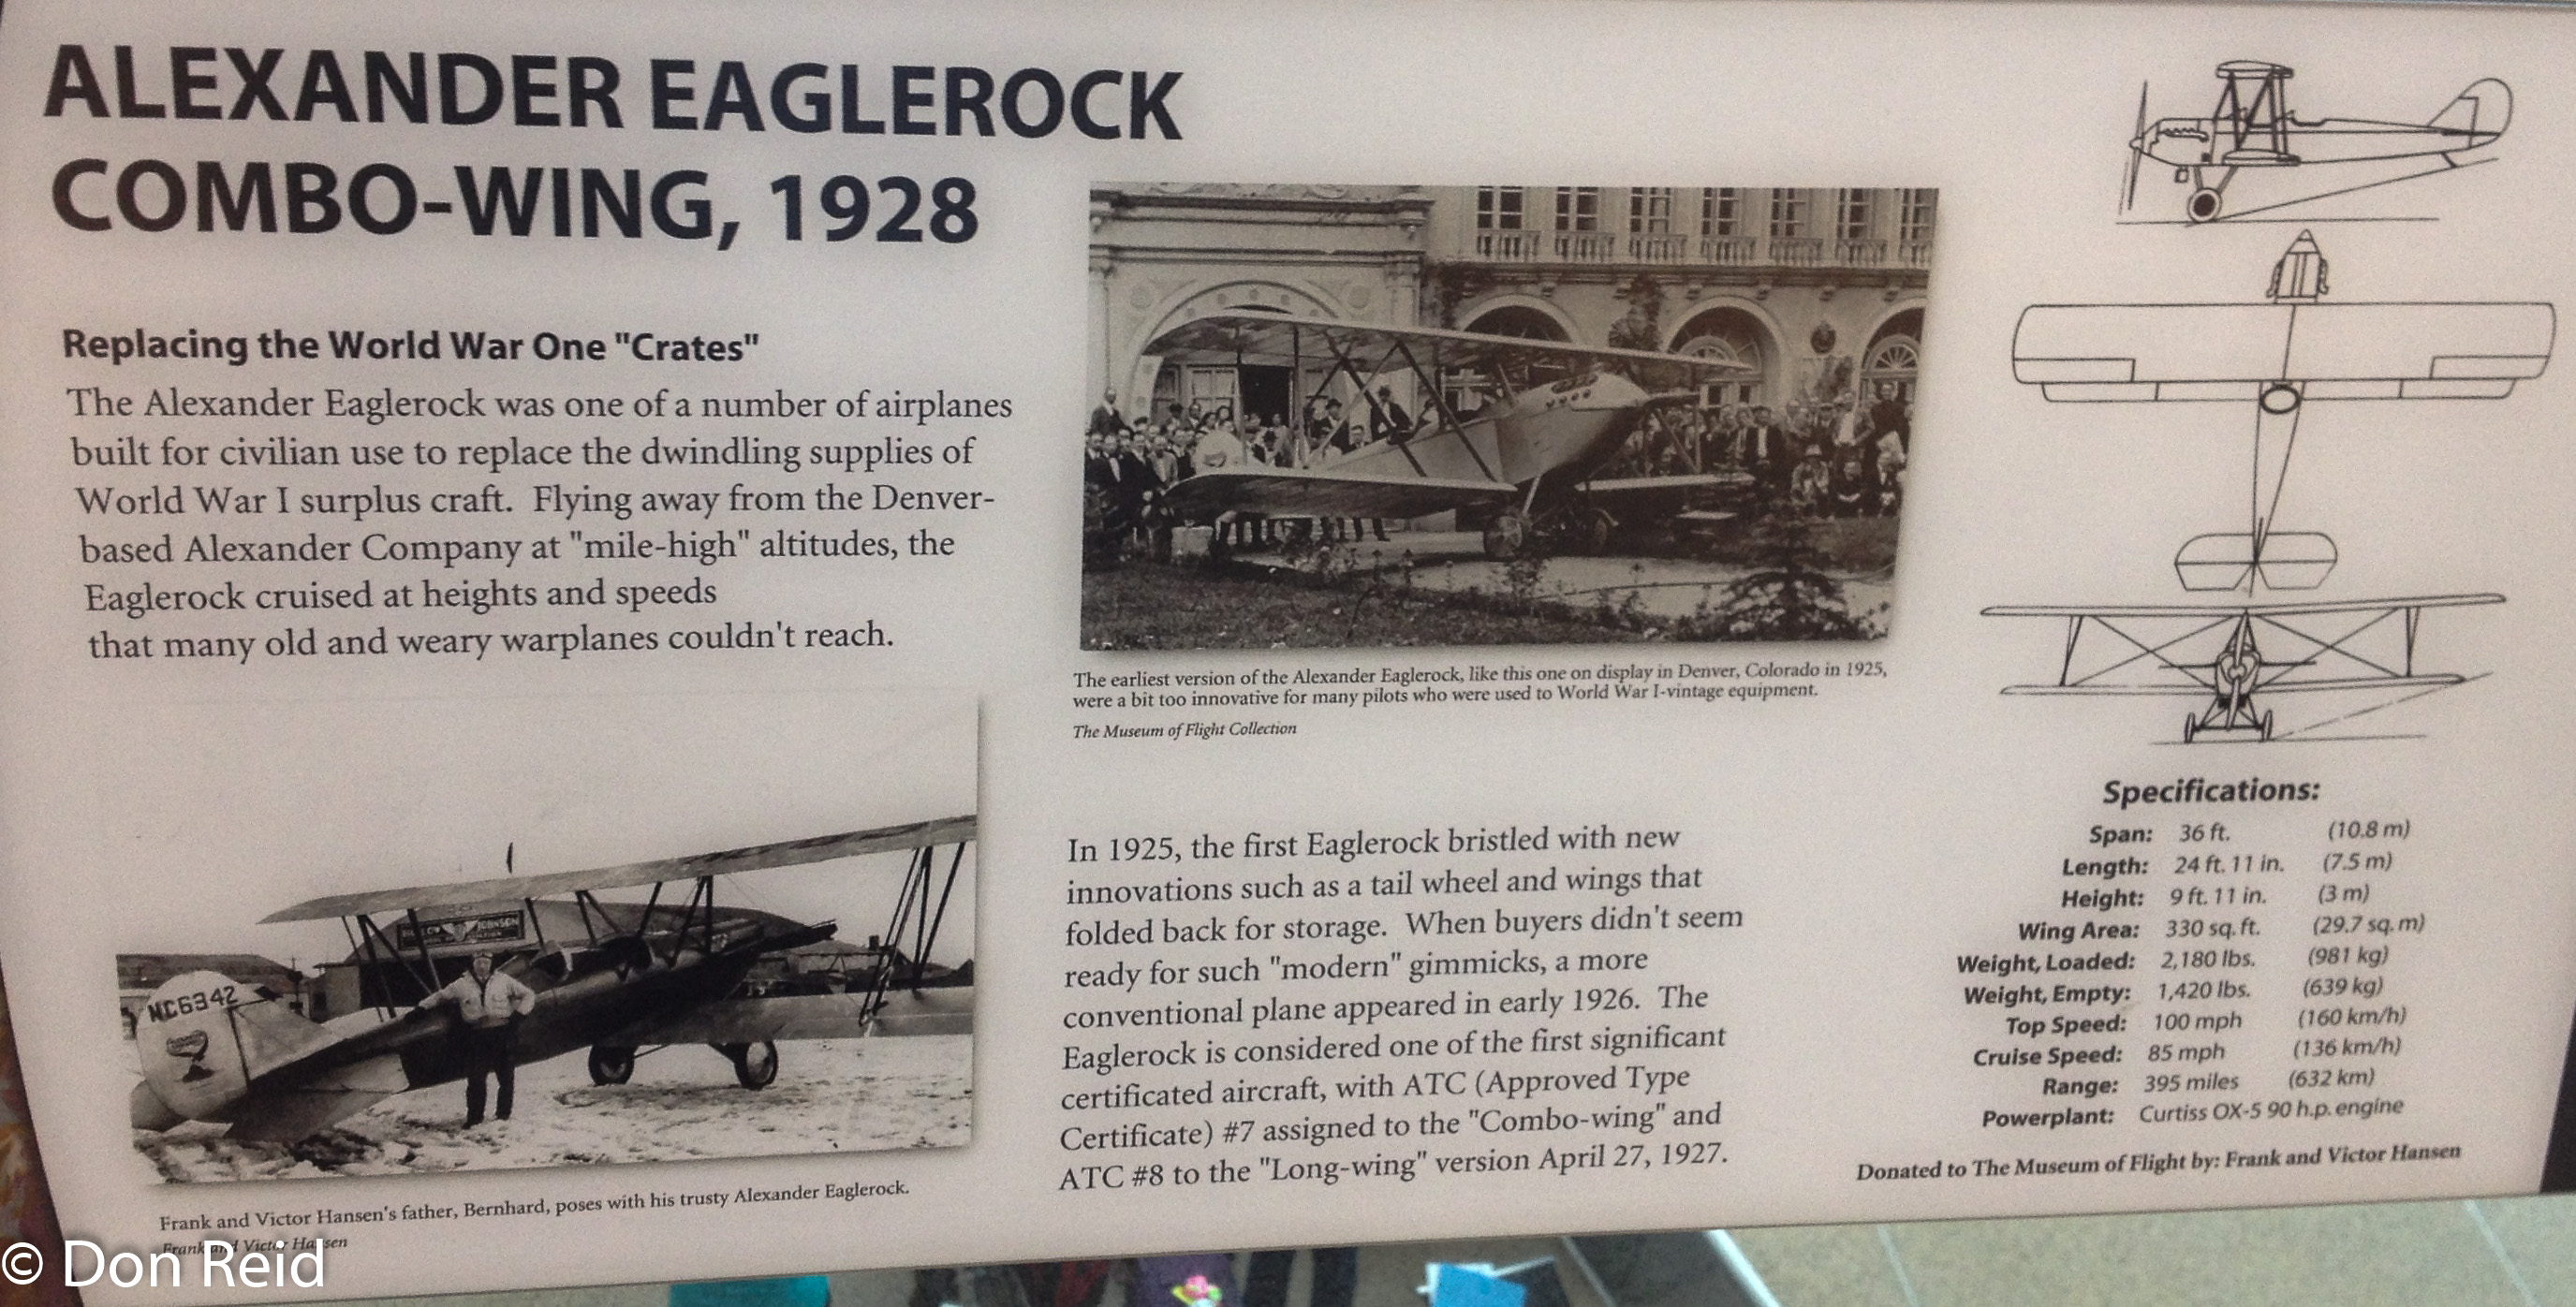 ALEXANDER EAGLEROCK
COMBO-WING, 1928
Replacing the World War One "Crates"
The Alexander Eaglerock was one of a number of airplanes
built for civilian use to replace the dwindling supplies of
World War I surplus craft.  Flying away from the Denver-
based Alexander Company at "mile-high" altitudes, the
Eaglerock cruised at heights and speeds
that many old and weary warplanes couldn't reach.
JOHNSON
NC6342
Frank and Victor Hansen's father, Bernhard, poses with his trusty Alexander Eaglerock.
Frank and Victor Hansen
The earliest version of the Alexander Eaglerock, like this one on display in Denver, Colorado in 1925,
were a bit too innovative for many pilots who were used to World War I-vintage equipment.
The Museum of Flight Collection
In 1925, the first Eaglerock bristled with new
innovations such as a tail wheel and wings that
folded back for storage.  When buyers didn't seem
ready for such "modern" gimmicks, a more
conventional plane appeared in early 1926.  The
Eaglerock is considered one of the first significant
certificated aircraft, with ATC (Approved Type
Certificate) #7 assigned to the "Combo-wing" and
ATC #8 to the "Long-wing" version April 27, 1927.
Specifications:
Span: 36 ft. (10.8 m)
Length: 24 ft. 11 in. (7.5 m)
Height: 9 ft. 11 in. (3 m)
Wing Area: 330 sq. ft. (29.7 sq. m)
Weight, Loaded: 2,180 lbs. (981 kg)
Weight, Empty: 1,420 lbs. (639 kg)
Top Speed: 100 mph (160 km/h)
Cruise Speed: 85 mph (136 km/h)
Range: 395 miles (632 km)
Powerplant: Curtiss OX-5 90 h.p. engine
Donated to The Museum of Flight by: Frank and Victor Hansen
© Don Reid